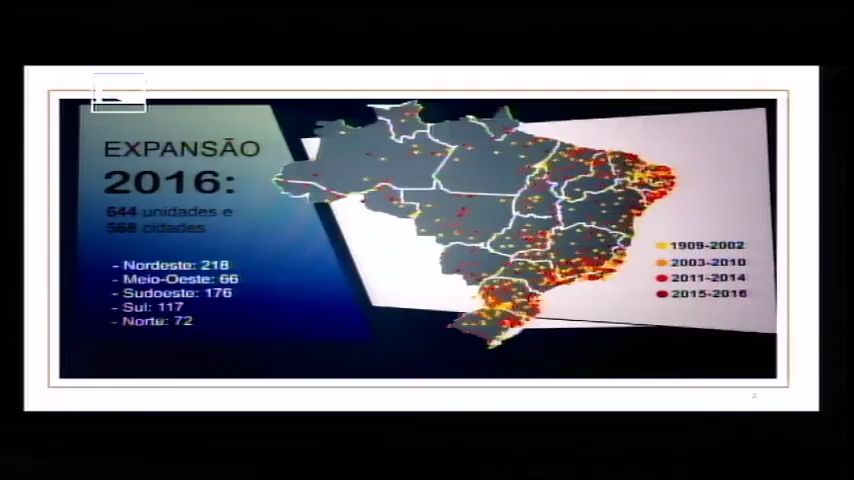 EXPANSÃO
2016:
644 unidades e
568 cidades
- Nordeste: 218
- Meio-Oeste: 66
- Sudoeste: 176
- Sul: 117
- Norte: 72
1909-2002
2003-2010
2011-2014
2015-2016